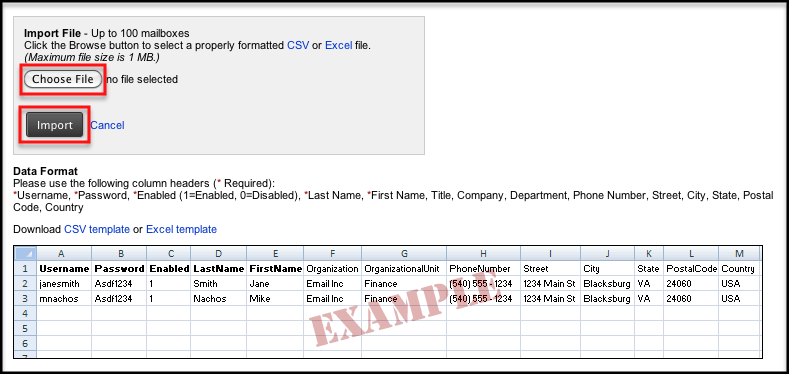 Import File - Up to 100 mailboxes
Click the Browse button to select a properly formatted CSV or Excel file.
(Maximum file size is 1 MB.)
Choose File no file selected
Import Cancel
Data Format
Please use the following column headers (* Required):
*Username, *Password, *Enabled (1=Enabled, 0=Disabled), *Last Name, *First Name, Title, Company, Department, Phone Number, Street, City, State, Postal
Code, Country
Download CSV template or Excel template
A B C D E F G H I J K L M
1 Username Password Enabled LastName FirstName Organization OrganizationalUnit PhoneNumber Street City State PostalCode Country
2 janesmith Asdf1234 1 Smith Jane Email Inc Finance (540) 555 - 1234 1234 Main St Blacksburg VA 24060 USA
3 mnachos Asdf1234 1 Nachos Mike Email Inc Finance (540) 555 - 1234 1234 Main St Blacksburg VA 24060 USA
4
5
6
7
EXAMPLE